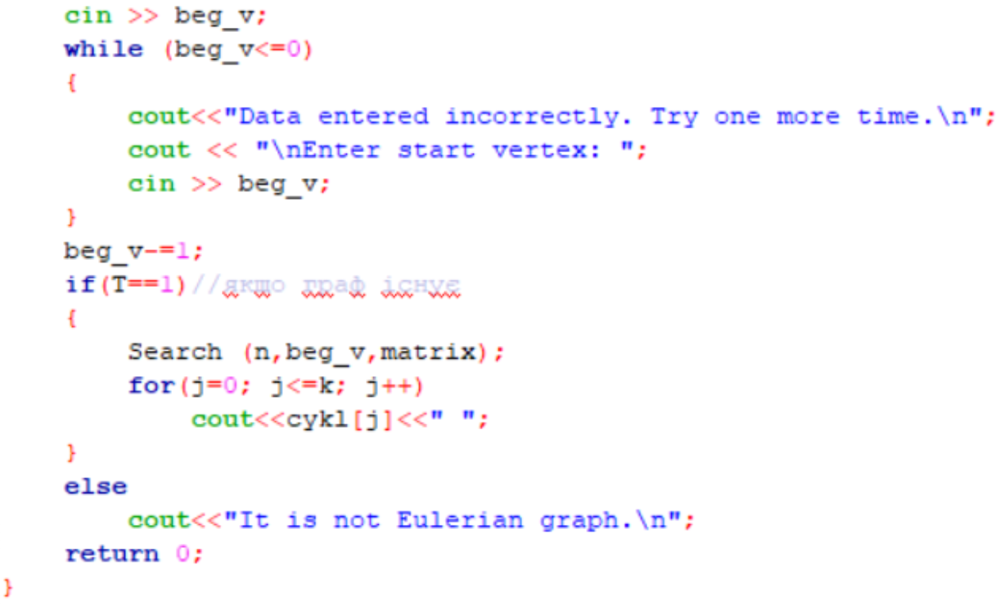 cin >> beg_v;
while (beg_v<=0)
{
cout<<"Data entered incorrectly. Try one more time.\n";
cout << "\nEnter start vertex: ";
cin >> beg_v;
}
beg_v-=1;
if(T==1)//якщо граф існує
{
Search (n,beg_v,matrix);
for(j=0; j<=k; j++)
cout<<cykl[j]<<" ";
}
else
cout<<"It is not Eulerian graph.\n";
return 0;
}